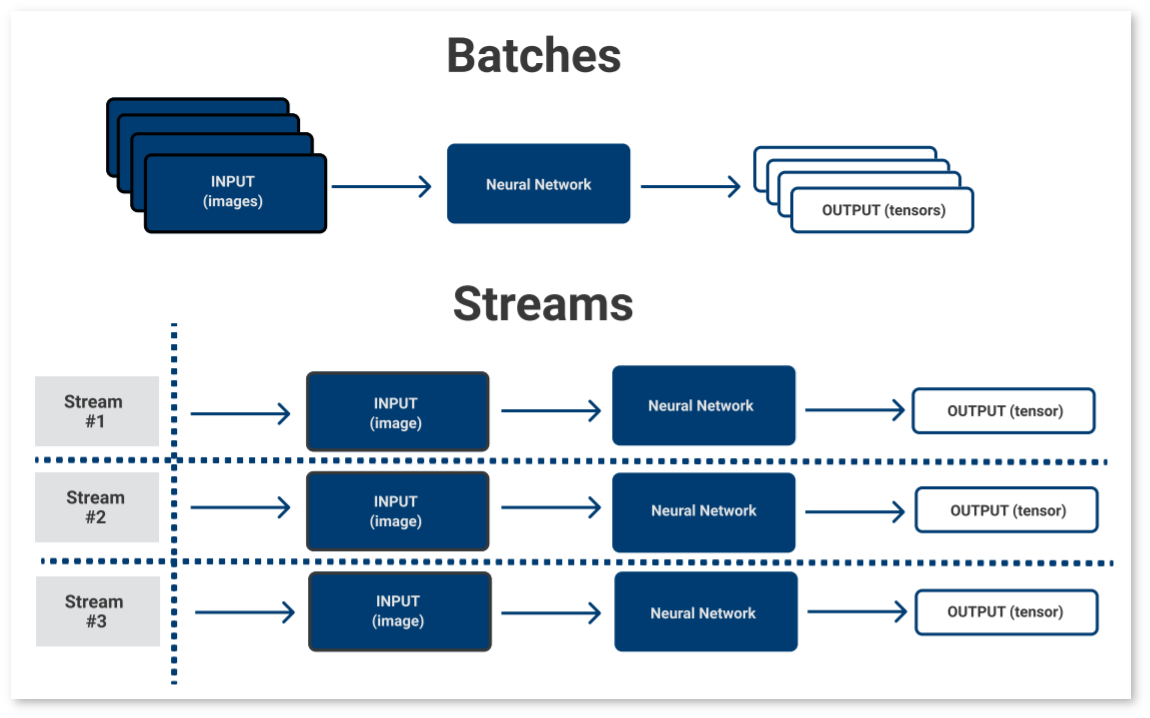 Batches
INPUT
(images)
Neural Network
OUTPUT (tensors)
Streams
Stream
#1
INPUT
(image)
Neural Network
OUTPUT (tensor)
Stream
#2
INPUT
(image)
Neural Network
OUTPUT (tensor)
Stream
#3
INPUT
(image)
Neural Network
OUTPUT (tensor)